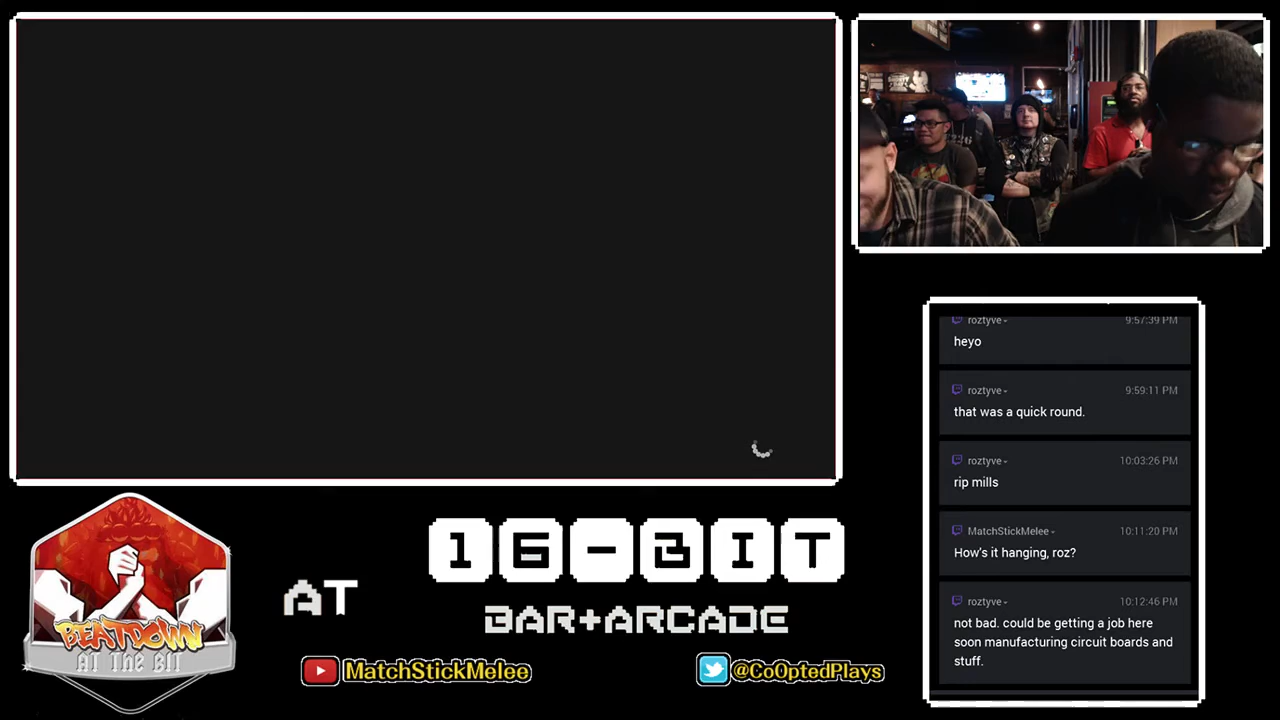 roztyve
9:57:39 PM
heyo
roztyve
9:59:11 PM
that was a quick round.
roztyve
10:03:26 PM
rip mills
MatchStickMelee
10:11:20 PM
How's it hanging, roz?
roztyve
10:12:46 PM
not bad. could be getting a job here
soon manufacturing circuit boards and
stuff.
BEATDOWN
AT THE BIT
AT
16-BIT
BAR+ARCADE
MatchStickMelee
@CoOptedPlays